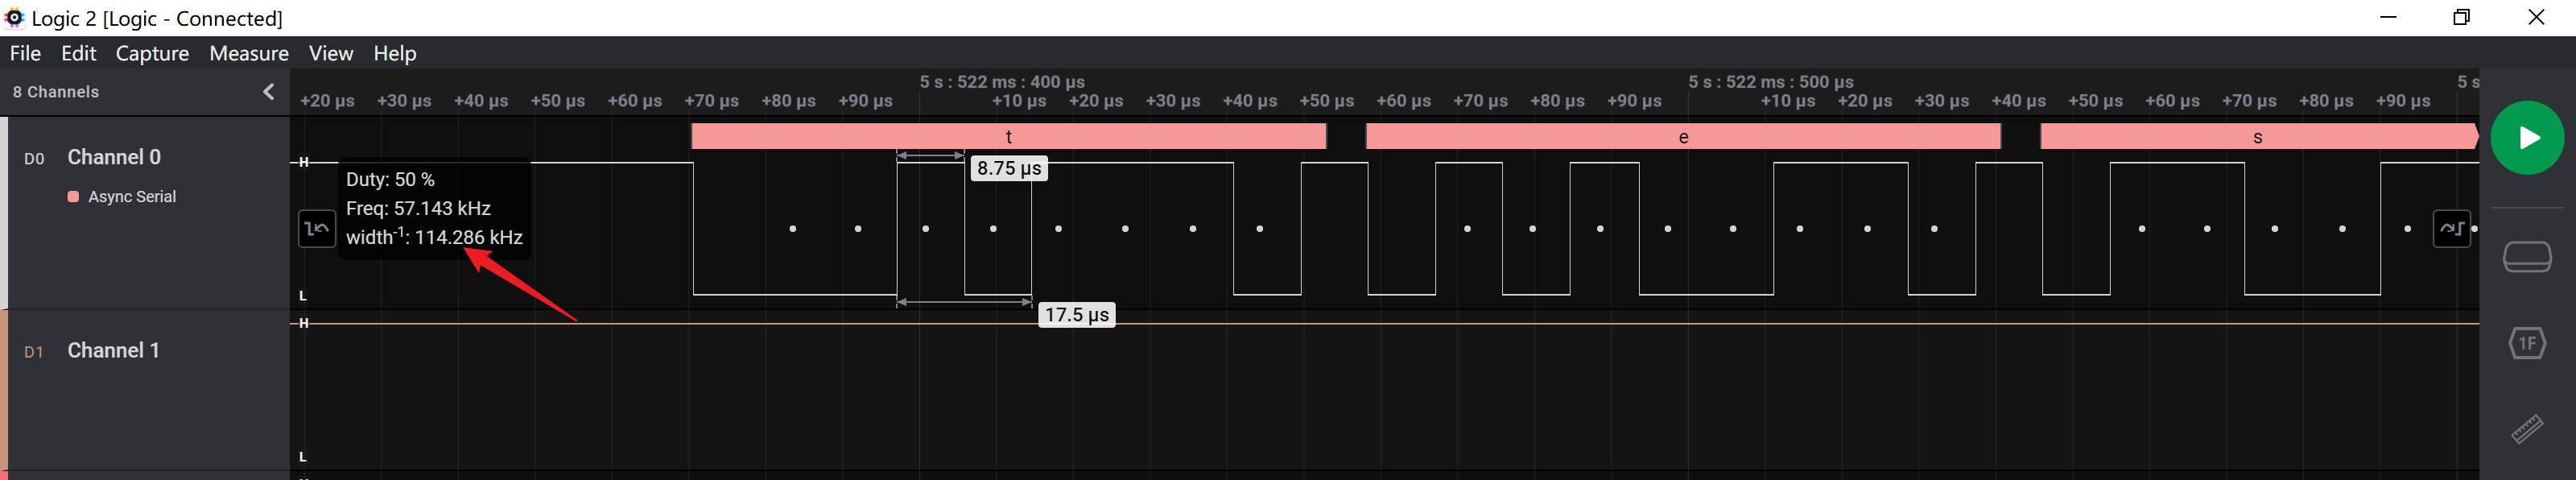 Logic 2 [Logic - Connected]
File Edit Capture Measure View Help
8 Channels
5 s : 522 ms : 400 µs 5 s : 522 ms : 500 µs 5 s
+20 µs +30 µs +40 µs +50 µs +60 µs +70 µs +80 µs +90 µs +10 µs +20 µs +30 µs +40 µs +50 µs +60 µs +70 µs +80 µs +90 µs +10 µs +20 µs +30 µs +40 µs +50 µs +60 µs +70 µs +80 µs +90 µs
t e s
D0 Channel 0
Async Serial
H
8.75 µs
Duty: 50 %
Freq: 57.143 kHz
width-1: 114.286 kHz
L
17.5 µs
H
D1 Channel 1
1F
L